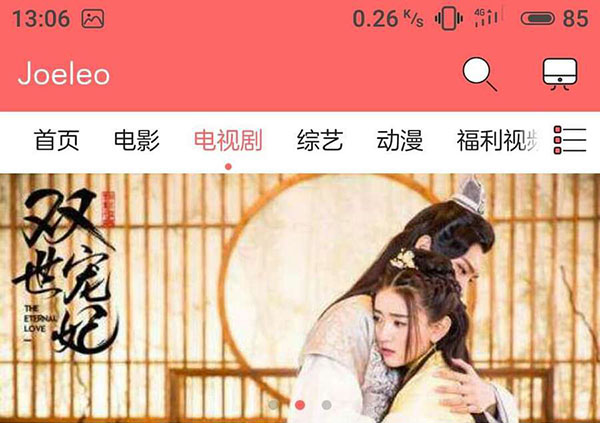 13:06 0.26 K/s 4G 85
Joeleo
首页 电影 电视剧 综艺 动漫 福利视频
双世宠妃
THE
ETERNAL
LOVE